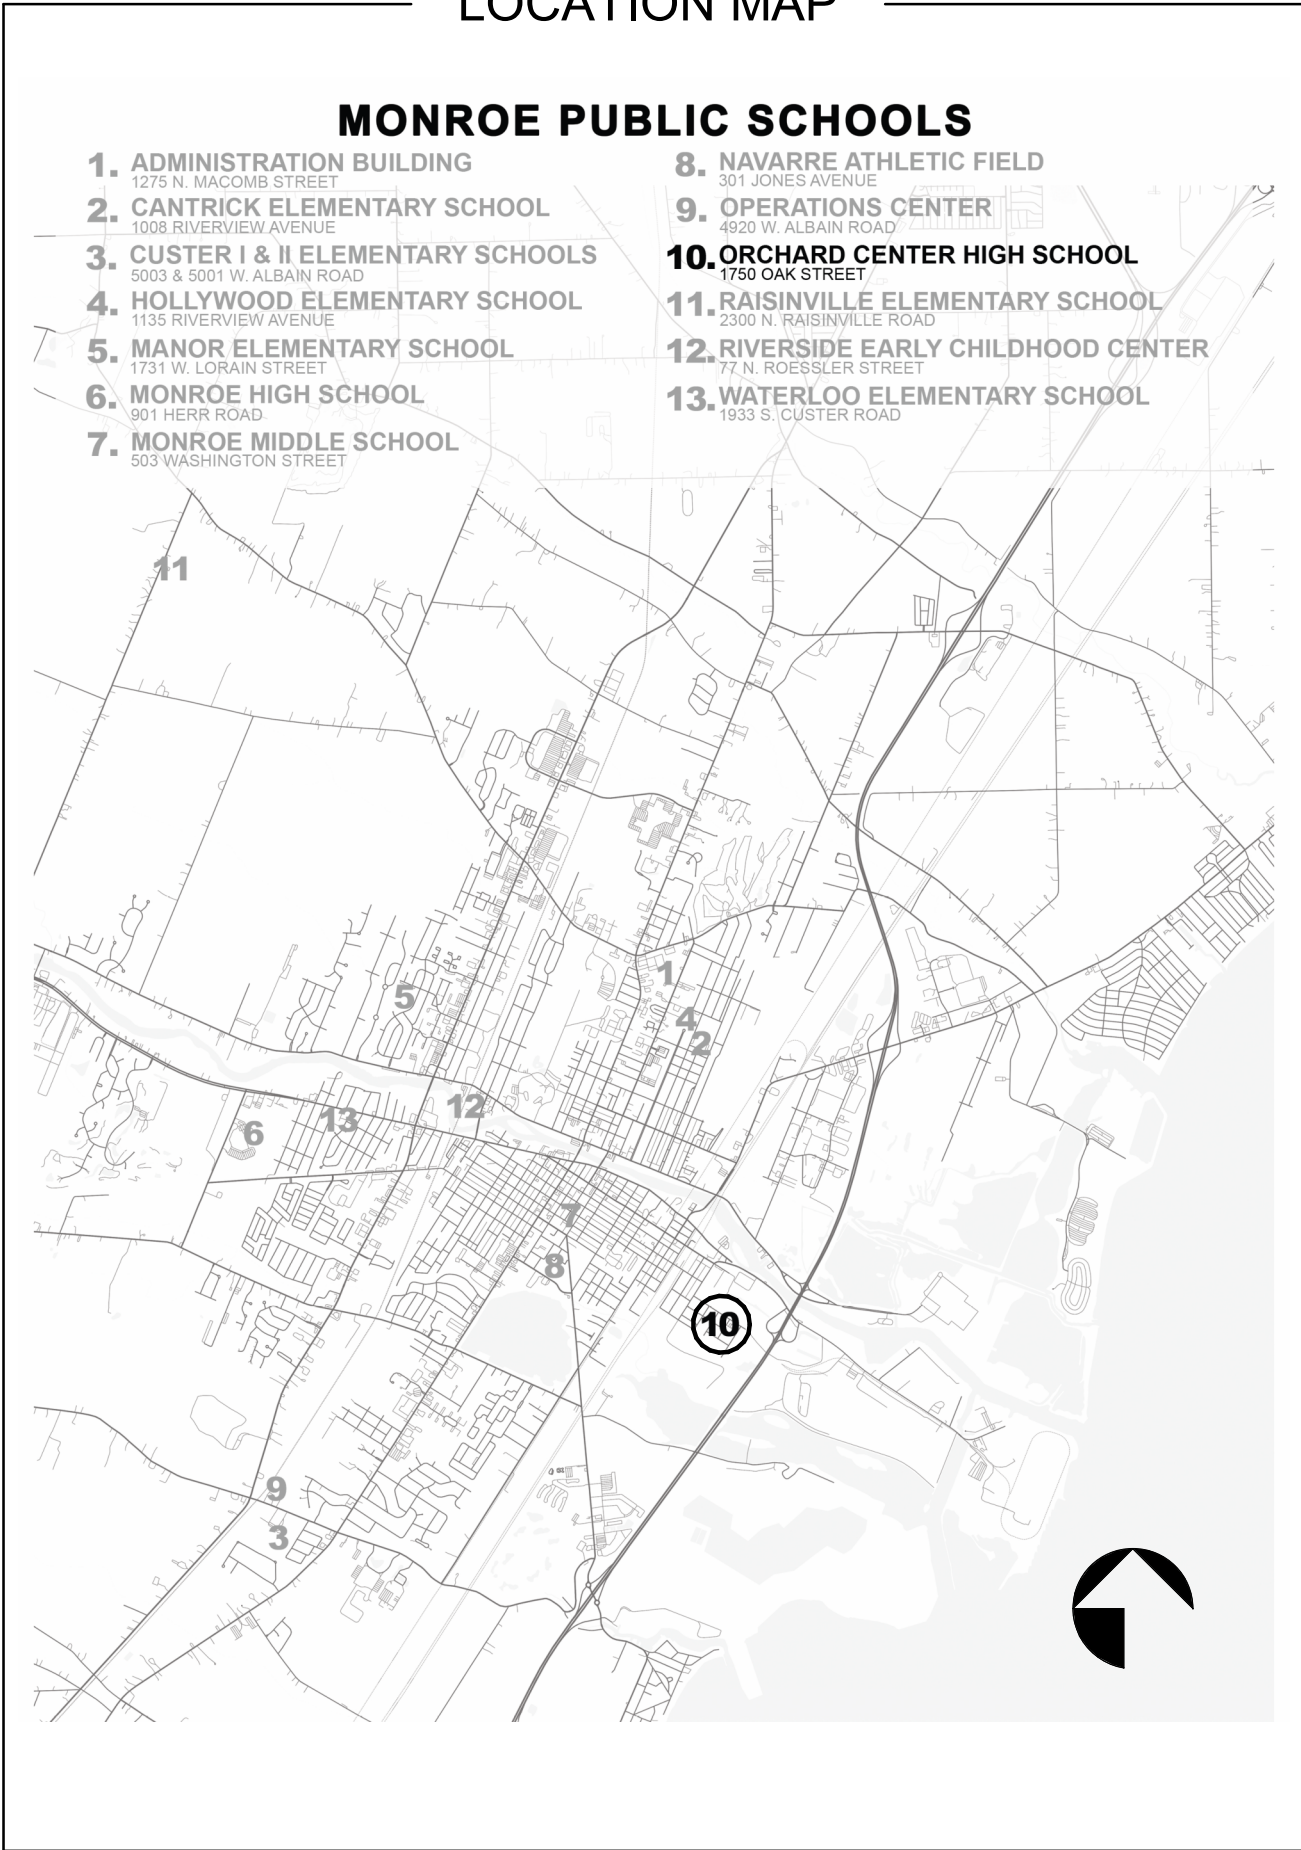 LOCATION MAP
MONROE PUBLIC SCHOOLS
1. ADMINISTRATION BUILDING
1275 N. MACOMB STREET
2. CANTRICK ELEMENTARY SCHOOL
1008 RIVERVIEW AVENUE
3. CUSTER I & II ELEMENTARY SCHOOLS
5003 & 5001 W. ALBAIN ROAD
4. HOLLYWOOD ELEMENTARY SCHOOL
1135 RIVERVIEW AVENUE
5. MANOR ELEMENTARY SCHOOL
1731 W. LORAIN STREET
6. MONROE HIGH SCHOOL
901 HERR ROAD
7. MONROE MIDDLE SCHOOL
503 WASHINGTON STREET
8. NAVARRE ATHLETIC FIELD
301 JONES AVENUE
9. OPERATIONS CENTER
4920 W. ALBAIN ROAD
10. ORCHARD CENTER HIGH SCHOOL
1750 OAK STREET
11. RAISINVILLE ELEMENTARY SCHOOL
2300 N. RAISINVILLE ROAD
12. RIVERSIDE EARLY CHILDHOOD CENTER
77 N. ROESSLER STREET
13. WATERLOO ELEMENTARY SCHOOL
1933 S. CUSTER ROAD
11
1
5
4
2
12
13
6
7
8
10
9
3